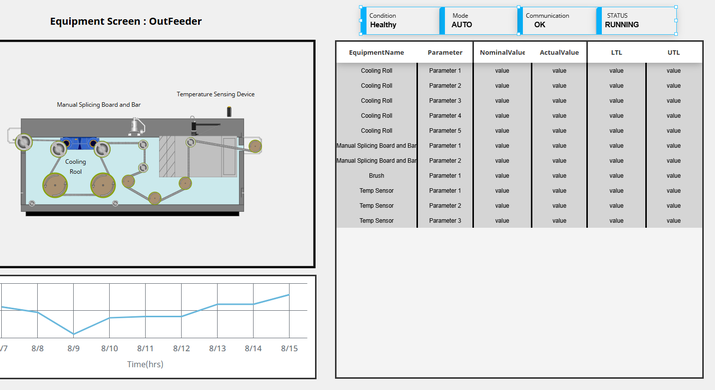 Equipment Screen : OutFeeder
Condition
Healthy
Mode
AUTO
Communication
OK
STATUS
RUNNING
Temperature Sensing Device
Manual Splicing Board and Bar
Cooling
Rool
EquipmentName Parameter NominalValue ActualValue LTL UTL
Cooling Roll Parameter 1 value value value value
Cooling Roll Parameter 2 value value value value
Cooling Roll Parameter 3 value value value value
Cooling Roll Parameter 4 value value value value
Cooling Roll Parameter 5 value value value value
Manual Splicing Board and Bar Parameter 1 value value value value
Manual Splicing Board and Bar Parameter 2 value value value value
Brush Parameter 1 value value value value
Temp Sensor Parameter 1 value value value value
Temp Sensor Parameter 2 value value value value
Temp Sensor Parameter 3 value value value value
/7 8/8 8/9 8/10 8/11 8/12 8/13 8/14 8/15
Time(hrs)